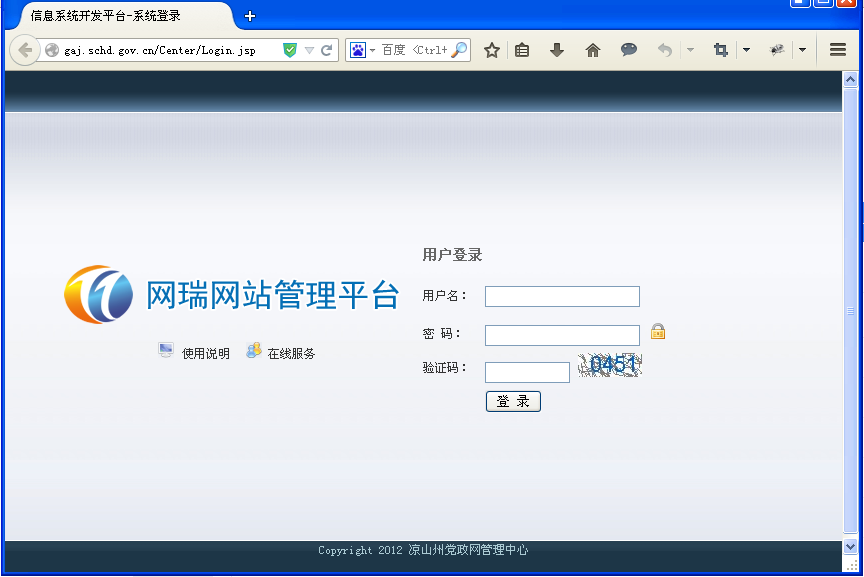 信息系统开发平台-系统登录
gaj.schd.gov.cn/Center/Login.jsp
百度 <Ctrl+
用户登录
网瑞网站管理平台
用户名：
密 码：
使用说明 在线服务
验证码： 0451
登 录
Copyright 2012 凉山州党政网管理中心